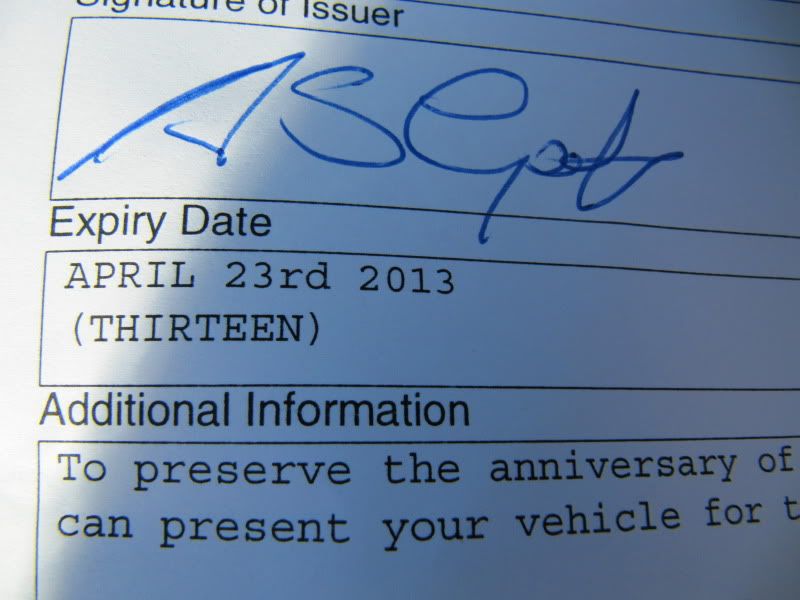 Signature of Issuer
Expiry Date
APRIL 23rd 2013
(THIRTEEN)
Additional Information
To preserve the anniversary of
can present your vehicle for t